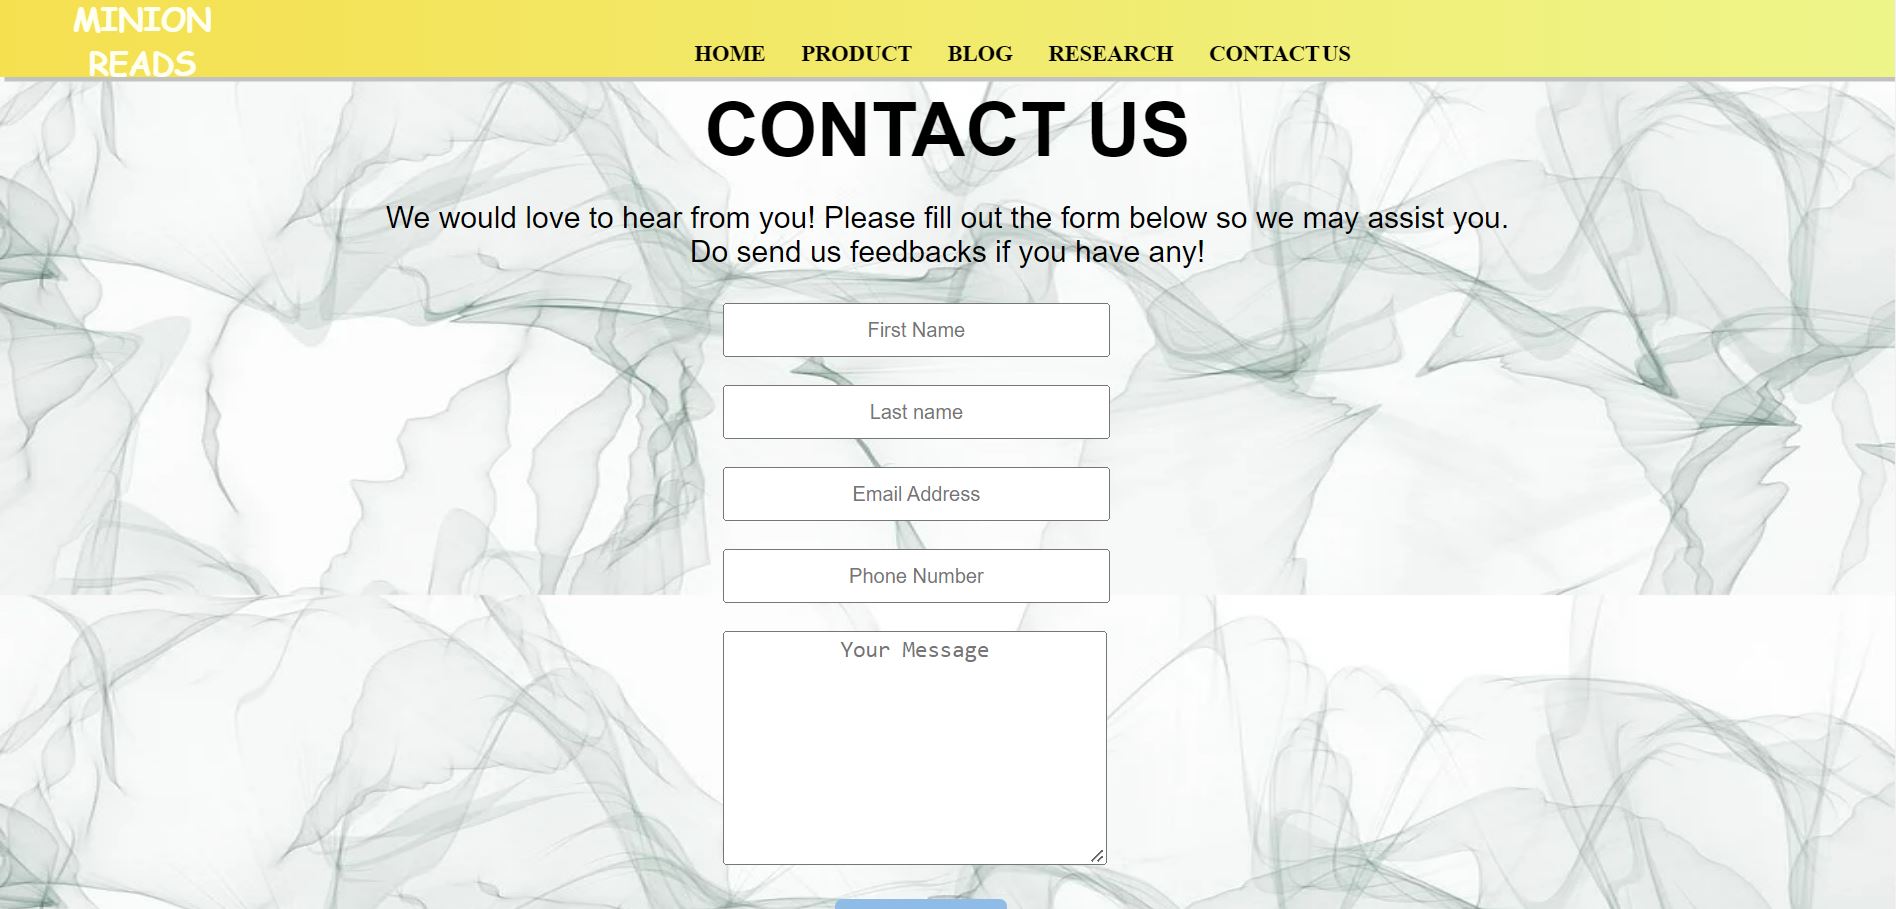 MINION
READS
HOME PRODUCT BLOG RESEARCH CONTACT US
CONTACT US
We would love to hear from you! Please fill out the form below so we may assist you.
Do send us feedbacks if you have any!
First Name
Last name
Email Address
Phone Number
Your Message